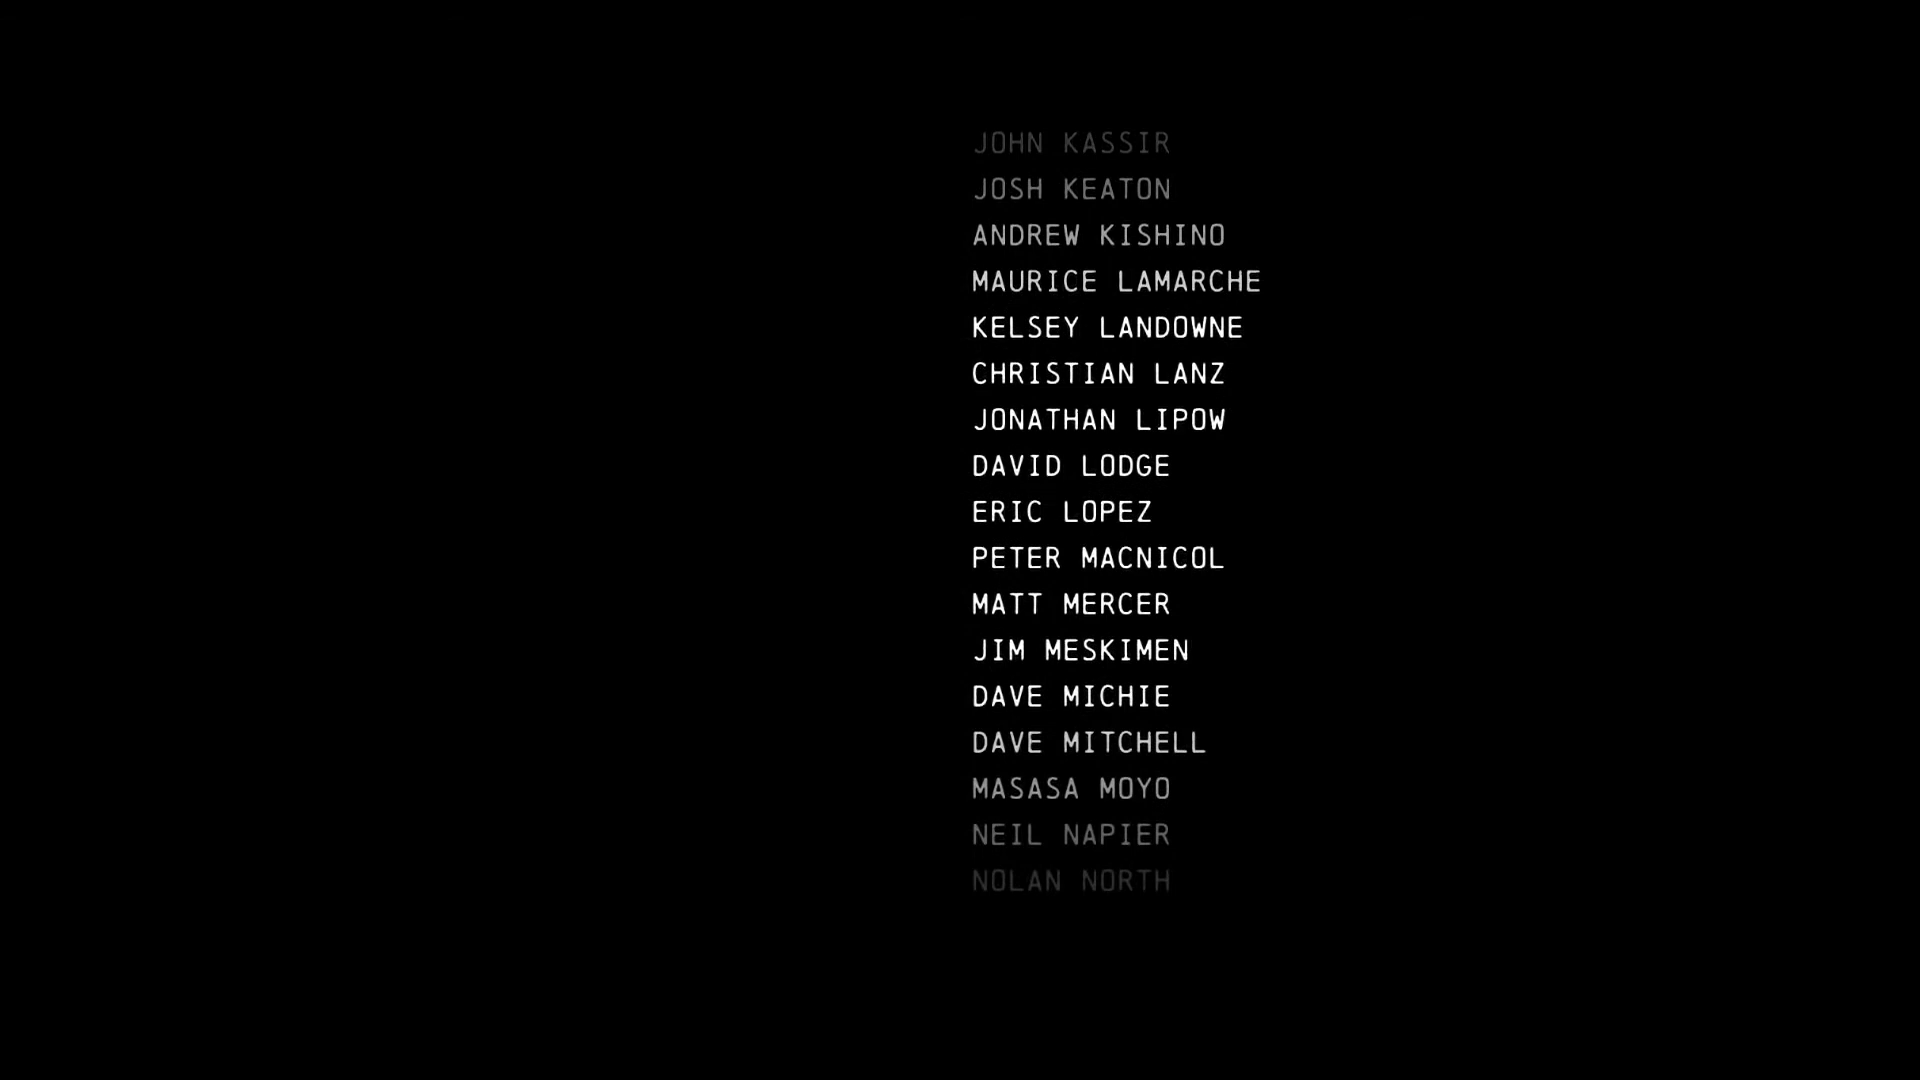 JOHN KASSIR
JOSH KEATON
ANDREW KISHINO
MAURICE LAMARCHE
KELSEY LANDOWNE
CHRISTIAN LANZ
JONATHAN LIPOW
DAVID LODGE
ERIC LOPEZ
PETER MACNICOL
MATT MERCER
JIM MESKIMEN
DAVE MICHIE
DAVE MITCHELL
MASASA MOYO
NEIL NAPIER
NOLAN NORTH